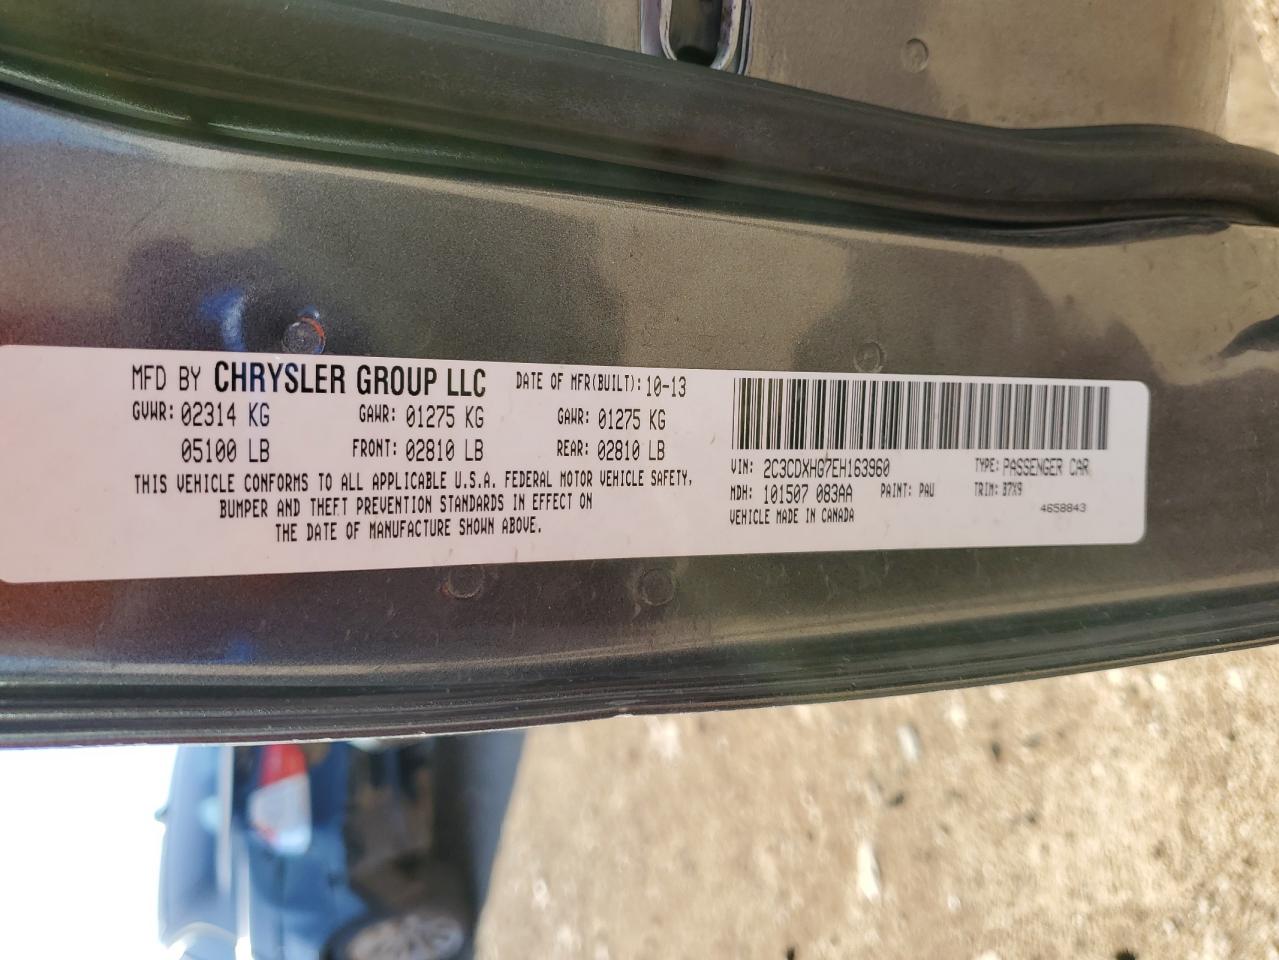 MFD BY CHRYSLER GROUP LLC DATE OF MFR(BUILT): 10-13
GVWR: 02314 KG GAWR: 01275 KG GAWR: 01275 KG
05100 LB FRONT: 02810 LB REAR: 02810 LB
THIS VEHICLE CONFORMS TO ALL APPLICABLE U.S.A. FEDERAL MOTOR VEHICLE SAFETY,
BUMPER AND THEFT PREVENTION STANDARDS IN EFFECT ON
THE DATE OF MANUFACTURE SHOWN ABOVE.
VIN: 2C3CDXHG7EH163960 TYPE: PASSENGER CAR
MDH: 101507 083AA PAINT: PAU TRIM: B7X9
VEHICLE MADE IN CANADA 4658843